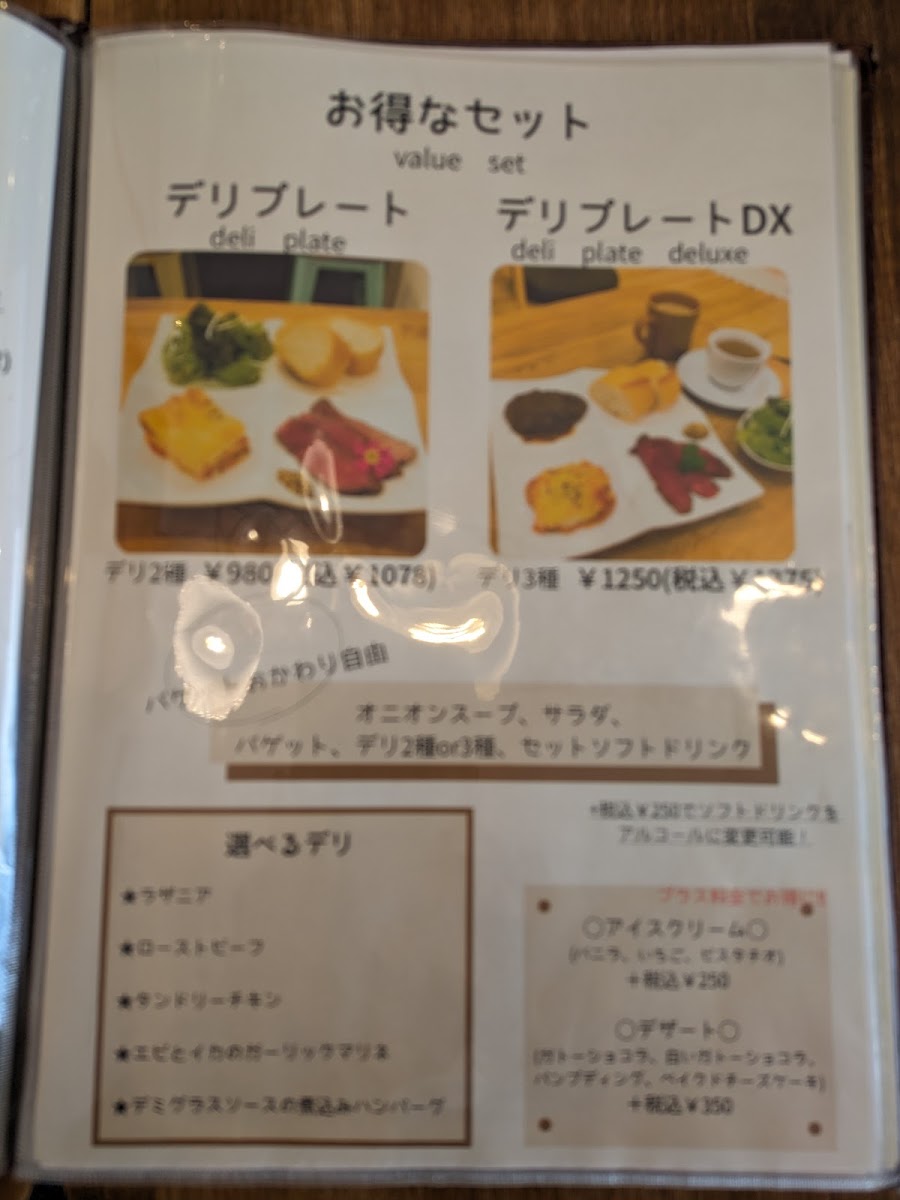 お得なセット
value set
デリプレート
deli plate
デリプレートDX
deli plate deluxe
デリ2種 ￥980 込￥1078)
デリ3種 ￥1250(税込￥1375)
おかわり自由
オニオンスープ、サラダ、
バゲット、デリ2種or3種、セットソフトドリンク
+税込￥250でソフトドリンクを
アルコールに変更可能！
選べるデリ
★ラザニア
★ローストビーフ
★タンドリーチキン
★エビとイカのガーリックマリネ
★デミグラスソースの煮込みハンバーグ
プラス料金でお得に
○アイスクリーム○
(バニラ、いちご、ピスタチオ)
＋税込￥250
○デザート○
(ガトーショコラ、白いガトーショコラ、
パンプディング、ベイクドチーズケーキ)
＋税込￥350